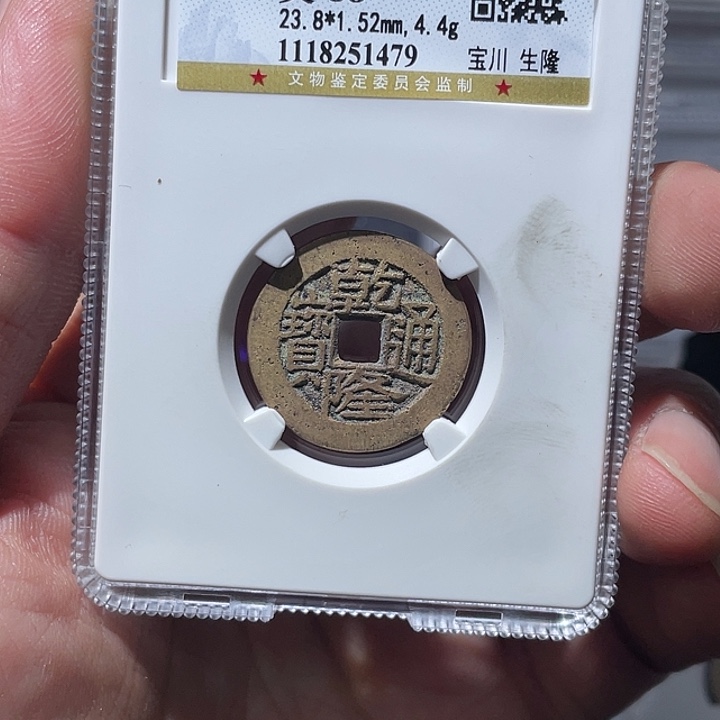 23.8*1.52mm,4.4g
1118251479 宝川 生隆
文物鉴定委员会监制
乾隆通寶